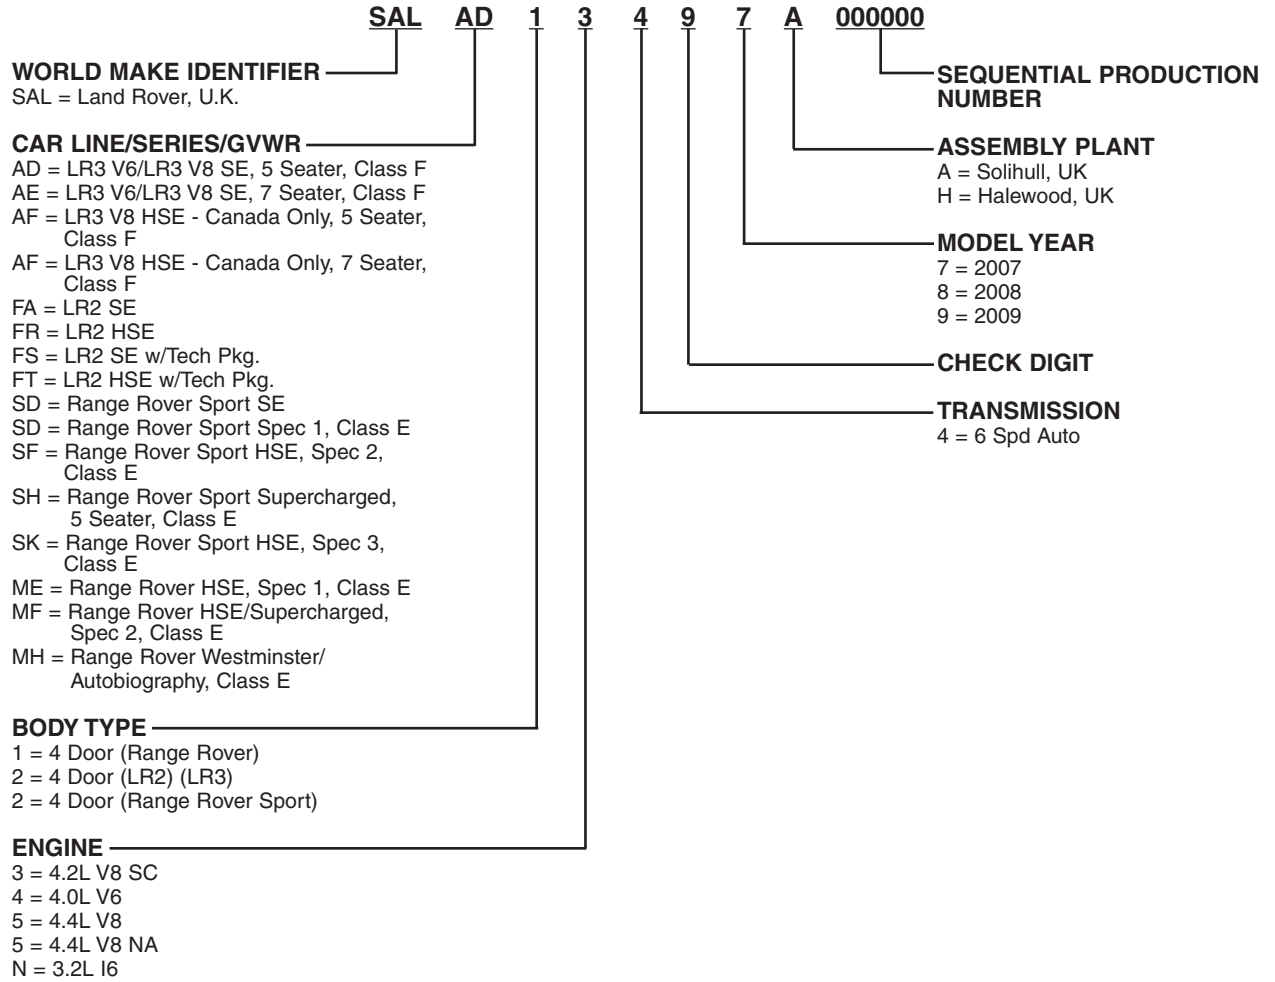 SAL AD 1 3 4 9 7 A 000000
WORLD MAKE IDENTIFIER
SAL = Land Rover, U.K.
CAR LINE/SERIES/GVWR
AD = LR3 V6/LR3 V8 SE, 5 Seater, Class F
AE = LR3 V6/LR3 V8 SE, 7 Seater, Class F
AF = LR3 V8 HSE - Canada Only, 5 Seater,
Class F
AF = LR3 V8 HSE - Canada Only, 7 Seater,
Class F
FA = LR2 SE
FR = LR2 HSE
FS = LR2 SE w/Tech Pkg.
FT = LR2 HSE w/Tech Pkg.
SD = Range Rover Sport SE
SD = Range Rover Sport Spec 1, Class E
SF = Range Rover Sport HSE, Spec 2,
Class E
SH = Range Rover Sport Supercharged,
5 Seater, Class E
SK = Range Rover Sport HSE, Spec 3,
Class E
ME = Range Rover HSE, Spec 1, Class E
MF = Range Rover HSE/Supercharged,
Spec 2, Class E
MH = Range Rover Westminster/
Autobiography, Class E
BODY TYPE
1 = 4 Door (Range Rover)
2 = 4 Door (LR2) (LR3)
2 = 4 Door (Range Rover Sport)
ENGINE
3 = 4.2L V8 SC
4 = 4.0L V6
5 = 4.4L V8
5 = 4.4L V8 NA
N = 3.2L I6
SEQUENTIAL PRODUCTION
NUMBER
ASSEMBLY PLANT
A = Solihull, UK
H = Halewood, UK
MODEL YEAR
7 = 2007
8 = 2008
9 = 2009
CHECK DIGIT
TRANSMISSION
4 = 6 Spd Auto